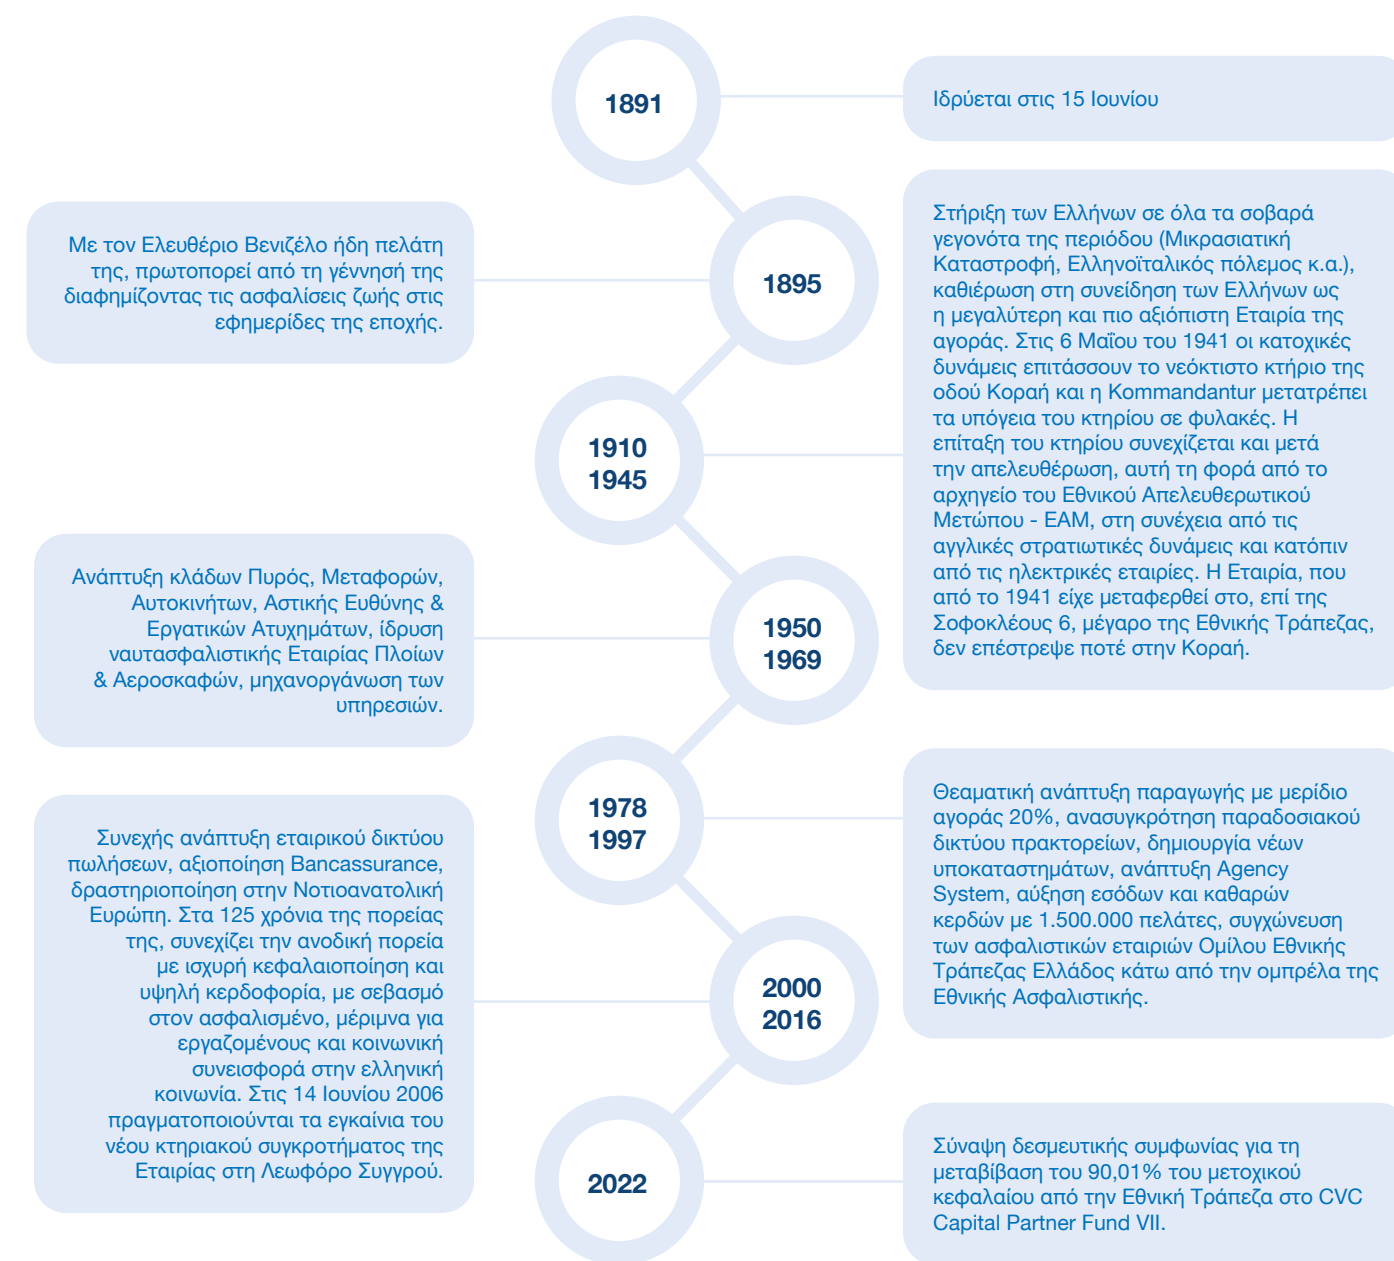 1891
Ιδρύεται στις 15 Ιουνίου
1895
Με τον Ελευθέριο Βενιζέλο ήδη πελάτη
της, πρωτοπορεί από τη γέννησή της
διαφημίζοντας τις ασφαλίσεις ζωής στις
εφημερίδες της εποχής.
1910
1945
Στήριξη των Ελλήνων σε όλα τα σοβαρά
γεγονότα της περιόδου (Μικρασιατική
Καταστροφή, Ελληνοϊταλικός πόλεμος κ.α.),
καθιέρωση στη συνείδηση των Ελλήνων ως
η μεγαλύτερη και πιο αξιόπιστη Εταιρία της
αγοράς. Στις 6 Μαΐου του 1941 οι κατοχικές
δυνάμεις επιτάσσουν το νεόκτιστο κτήριο της
οδού Κοραή και η Kommandantur μετατρέπει
τα υπόγεια του κτηρίου σε φυλακές. Η
επίταξη του κτηρίου συνεχίζεται και μετά
την απελευθέρωση, αυτή τη φορά από το
αρχηγείο του Εθνικού Απελευθερωτικού
Μετώπου - ΕΑΜ, στη συνέχεια από τις
αγγλικές στρατιωτικές δυνάμεις και κατόπιν
από τις ηλεκτρικές εταιρίες. Η Εταιρία, που
από το 1941 είχε μεταφερθεί στο, επί της
Σοφοκλέους 6, μέγαρο της Εθνικής Τράπεζας,
δεν επέστρεψε ποτέ στην Κοραή.
1950
1969
Ανάπτυξη κλάδων Πυρός, Μεταφορών,
Αυτοκινήτων, Αστικής Ευθύνης &
Εργατικών Ατυχημάτων, ίδρυση
ναυτασφαλιστικής Εταιρίας Πλοίων
& Αεροσκαφών, μηχανοργάνωση των
υπηρεσιών.
1978
1997
Θεαματική ανάπτυξη παραγωγής με μερίδιο
αγοράς 20%, ανασυγκρότηση παραδοσιακού
δικτύου πρακτορείων, δημιουργία νέων
υποκαταστημάτων, ανάπτυξη Agency
System, αύξηση εσόδων και καθαρών
κερδών με 1.500.000 πελάτες, συγχώνευση
των ασφαλιστικών εταιριών Ομίλου Εθνικής
Τράπεζας Ελλάδος κάτω από την ομπρέλα της
Εθνικής Ασφαλιστικής.
2000
2016
Συνεχής ανάπτυξη εταιρικού δικτύου
πωλήσεων, αξιοποίηση Bancassurance,
δραστηριοποίηση στην Νοτιοανατολική
Ευρώπη. Στα 125 χρόνια της πορείας
της, συνεχίζει την ανοδική πορεία
με ισχυρή κεφαλαιοποίηση και
υψηλή κερδοφορία, με σεβασμό
στον ασφαλισμένο, μέριμνα για
εργαζομένους και κοινωνική
συνεισφορά στην ελληνική
κοινωνία. Στις 14 Ιουνίου 2006
πραγματοποιούνται τα εγκαίνια του
νέου κτηριακού συγκροτήματος της
Εταιρίας στη Λεωφόρο Συγγρού.
2022
Σύναψη δεσμευτικής συμφωνίας για τη
μεταβίβαση του 90,01% του μετοχικού
κεφαλαίου από την Εθνική Τράπεζα στο CVC
Capital Partner Fund VII.